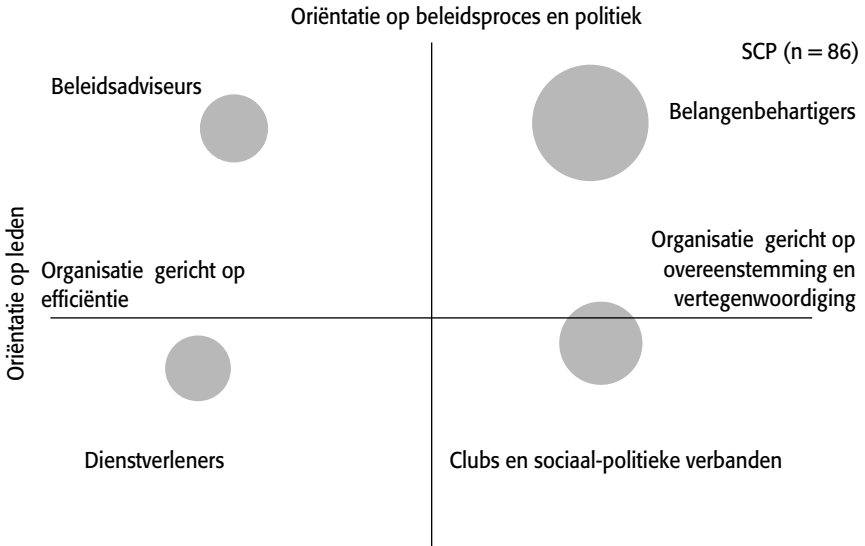 Oriëntatie op beleidsproces en politiek
SCP (n = 86)
Beleidsadviseurs
Belangenbehartigers
Oriëntatie op leden
Organisatie gericht op
efficiëntie
Organisatie gericht op
overeenstemming en
vertegenwoordiging
Dienstverleners
Clubs en sociaal-politieke verbanden